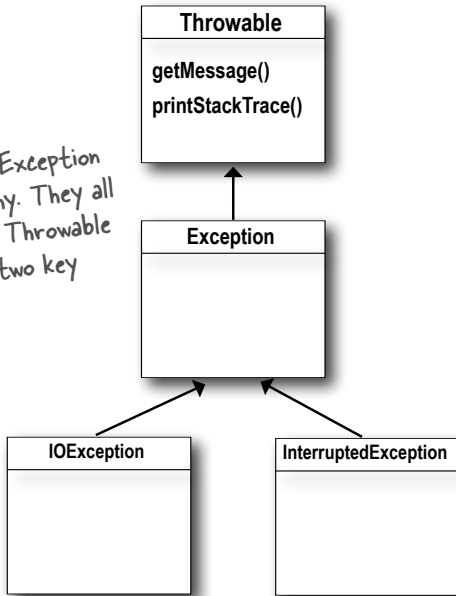 Throwable
getMessage()
printStackTrace()
Exception
ny. They all
Throwable
two key
Exception
IOException
InterruptedException